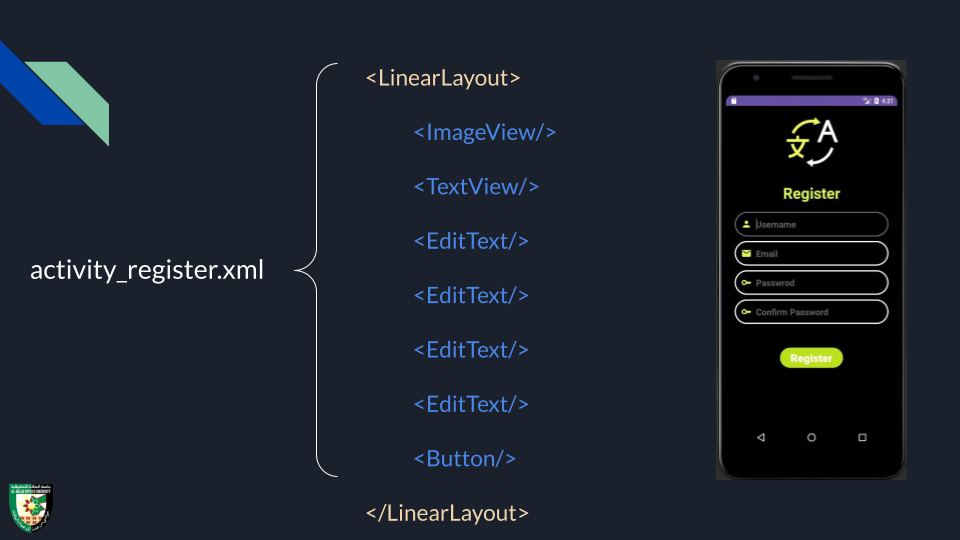 <LinearLayout>
<ImageView/>
<TextView/>
<EditText/>
activity_register.xml
<EditText/>
<EditText/>
<EditText/>
<Button/>
</LinearLayout>
4:31
文 A
Register
Username
Email
Passwrod
Confirm Password
Register